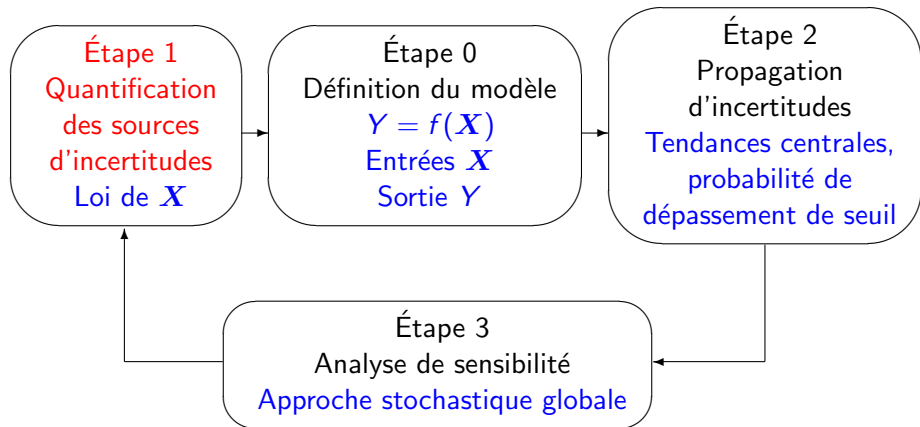 Étape 1
Quantification
des sources
d'incertitudes
Loi de X
Étape 0
Définition du modèle
Y = f(X)
Entrées X
Sortie Y
Étape 2
Propagation
d'incertitudes
Tendances centrales,
probabilité de
dépassement de seuil
Étape 3
Analyse de sensibilité
Approche stochastique globale